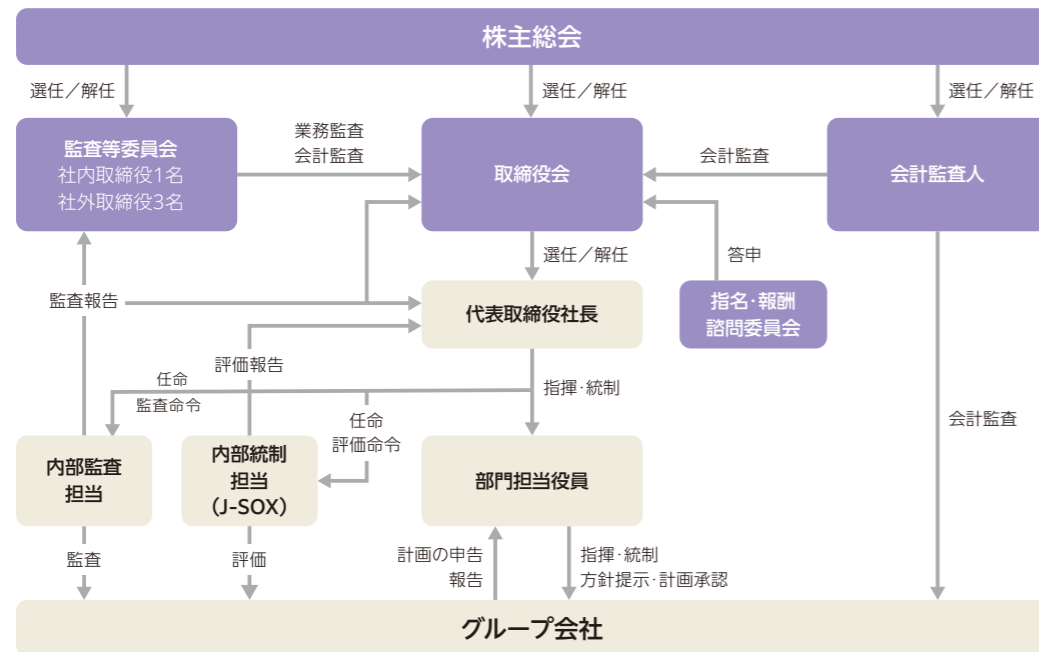 株主総会
選任／解任
選任／解任
選任／解任
監査等委員会
社内取締役1名
社外取締役3名
業務監査
会計監査
取締役会
会計監査
会計監査人
選任／解任
答申
監査報告
代表取締役社長
指名・報酬
諮問委員会
評価報告
任命
監査命令
任命
評価命令
指揮・統制
会計監査
内部監査
担当
内部統制
担当
（J-SOX）
部門担当役員
監査
評価
計画の申告
報告
指揮・統制
方針提示・計画承認
グループ会社